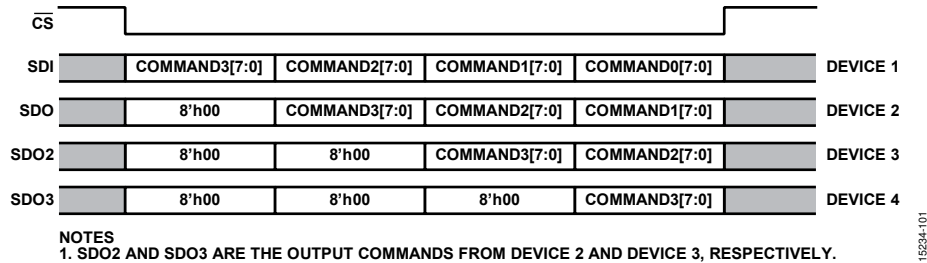 CS
SDI COMMAND3[7:0] COMMAND2[7:0] COMMAND1[7:0] COMMAND0[7:0] DEVICE 1
SDO 8'h00 COMMAND3[7:0] COMMAND2[7:0] COMMAND1[7:0] DEVICE 2
SDO2 8'h00 8'h00 COMMAND3[7:0] COMMAND2[7:0] DEVICE 3
SDO3 8'h00 8'h00 8'h00 COMMAND3[7:0] DEVICE 4
NOTES
1. SDO2 AND SDO3 ARE THE OUTPUT COMMANDS FROM DEVICE 2 AND DEVICE 3, RESPECTIVELY.
15234-101